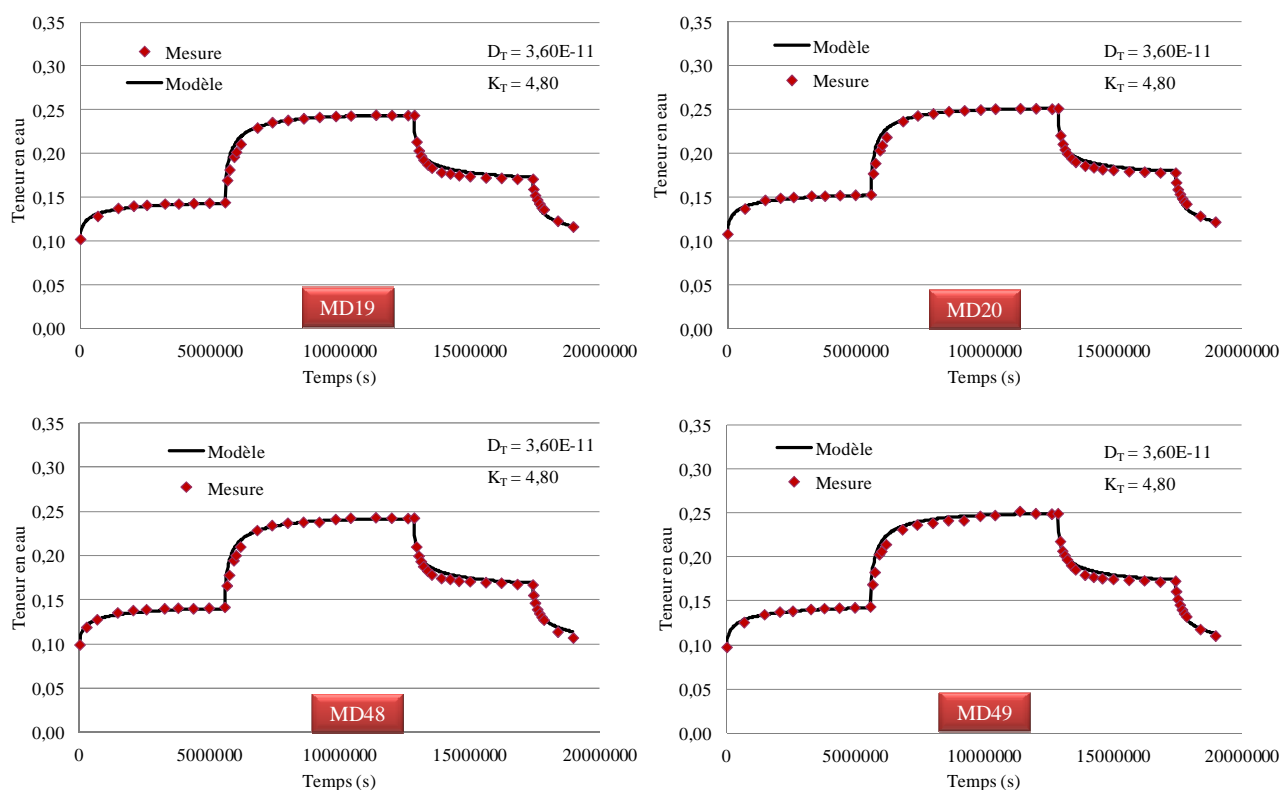 0,35
0,30
0,25
0,20
0,15
0,10
0,05
0,00
Teneur en eau
Mesure
Modèle
D_T = 3,60E-11
K_T = 4,80
MD19
0 5000000 10000000 15000000 20000000
Temps (s)
0,35
0,30
0,25
0,20
0,15
0,10
0,05
0,00
Teneur en eau
Modèle
Mesure
D_T = 3,60E-11
K_T = 4,80
MD20
0 5000000 10000000 15000000 20000000
Temps (s)
0,35
0,30
0,25
0,20
0,15
0,10
0,05
0,00
Teneur en eau
Modèle
Mesure
D_T = 3,60E-11
K_T = 4,80
MD48
0 5000000 10000000 15000000 20000000
Temps (s)
0,35
0,30
0,25
0,20
0,15
0,10
0,05
0,00
Teneur en eau
Modèle
Mesure
D_T = 3,60E-11
K_T = 4,80
MD49
0 5000000 10000000 15000000 20000000
Temps (s)